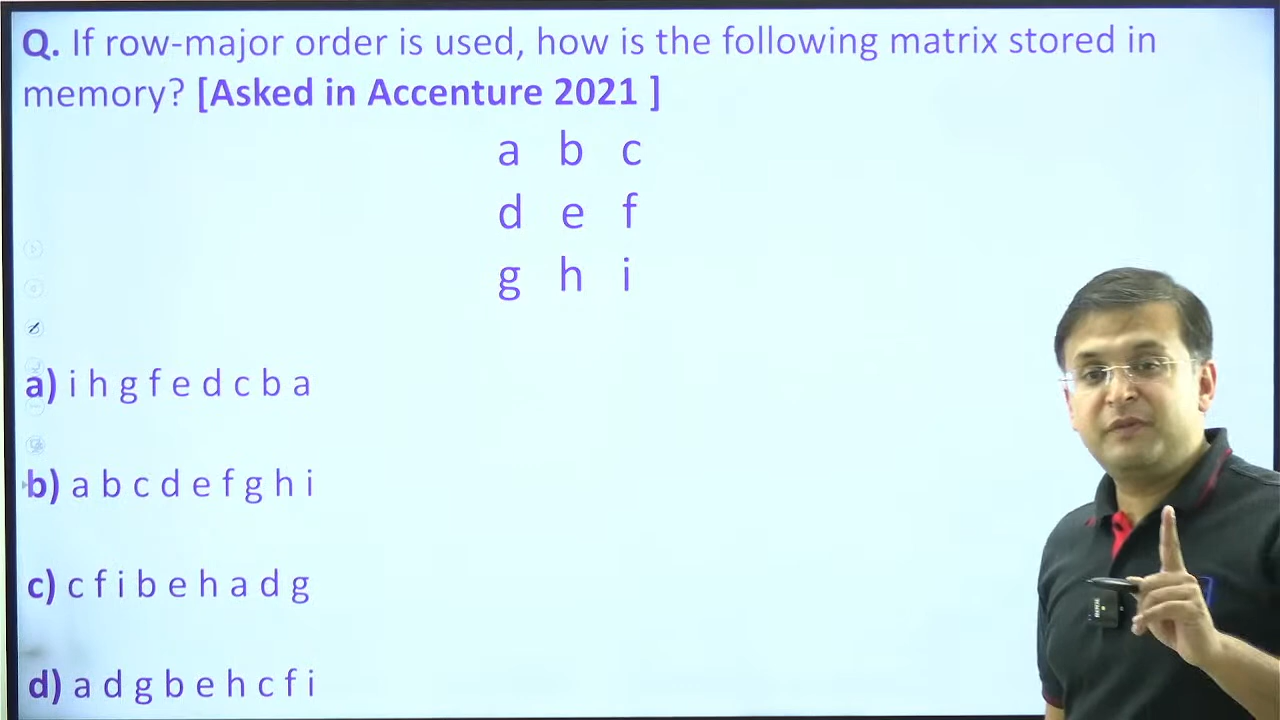 Q. If row-major order is used, how is the following matrix stored in
memory? [Asked in Accenture 2021 ]
a b c
d e f
g h i
a) i h g f e d c b a
b) a b c d e f g h i
c) c f i b e h a d g
d) a d g b e h c f i